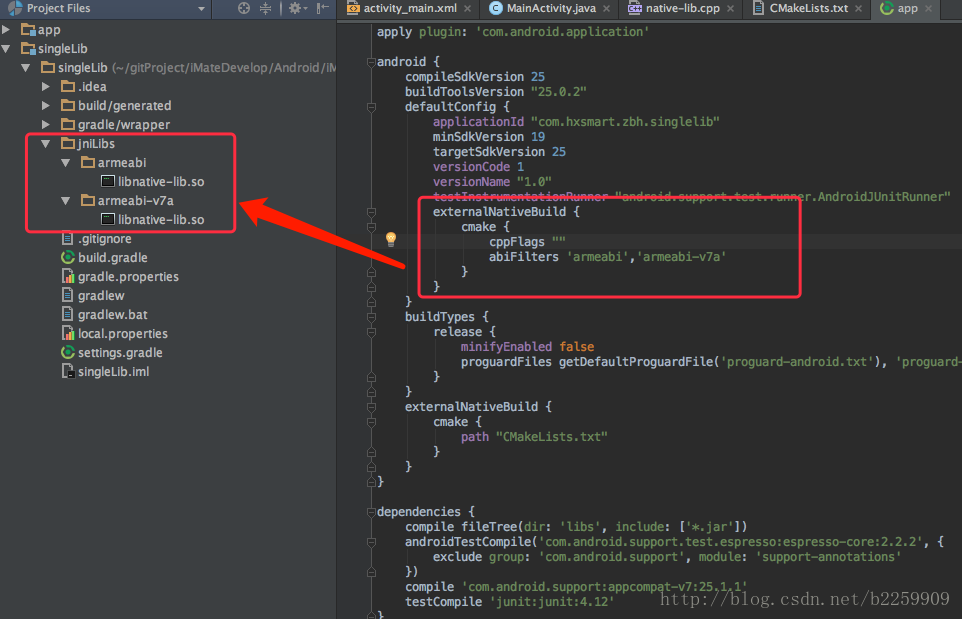 Project Files
app
singleLib
singleLib (~/gitProject/iMateDevelop/Android/iM
.idea
build/generated
gradle/wrapper
jniLibs
armeabi
libnative-lib.so
armeabi-v7a
libnative-lib.so
.gitignore
build.gradle
gradle.properties
gradlew
gradlew.bat
local.properties
settings.gradle
singleLib.iml
activity_main.xml
MainActivity.java
native-lib.cpp
CMakeLists.txt
app
apply plugin: 'com.android.application'
android {
compileSdkVersion 25
buildToolsVersion "25.0.2"
defaultConfig {
applicationId "com.hxsmart.zbh.singlelib"
minSdkVersion 19
targetSdkVersion 25
versionCode 1
versionName "1.0"
testInstrumentationRunner "android.support.test.runner.AndroidJUnitRunner"
externalNativeBuild {
cmake {
cppFlags ""
abiFilters 'armeabi','armeabi-v7a'
}
}
}
buildTypes {
release {
minifyEnabled false
proguardFiles getDefaultProguardFile('proguard-android.txt'), 'proguard-
}
}
externalNativeBuild {
cmake {
path "CMakeLists.txt"
}
}
}
dependencies {
compile fileTree(dir: 'libs', include: ['*.jar'])
androidTestCompile('com.android.support.test.espresso:espresso-core:2.2.2', {
exclude group: 'com.android.support', module: 'support-annotations'
})
compile 'com.android.support:appcompat-v7:25.1.1'
testCompile 'junit:junit:4.12'
}
http://blog.csdn.net/b2259909